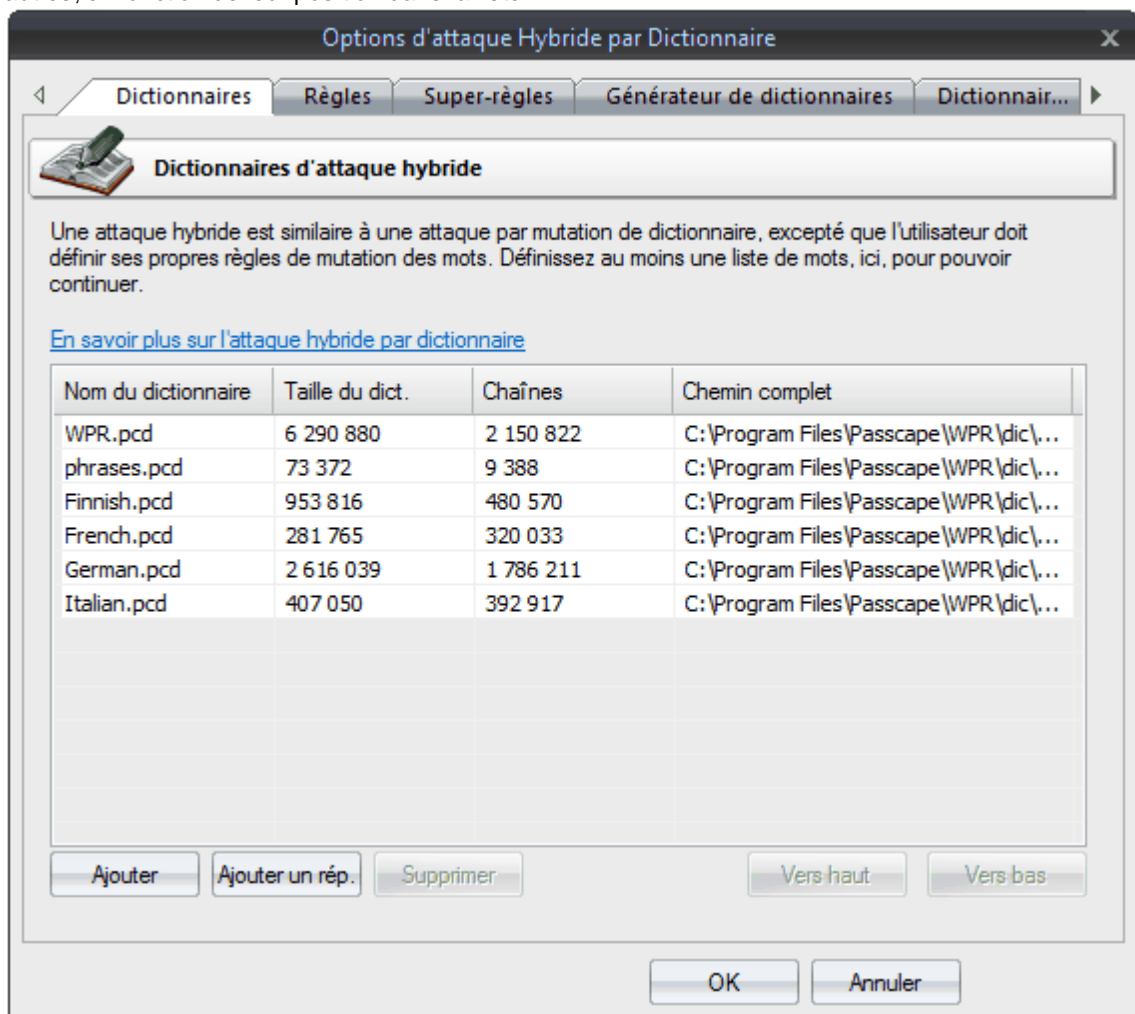 Options d'attaque Hybride par Dictionnaire
Dictionnaires Règles Super-règles Générateur de dictionnaires Dictionnair...
Dictionnaires d'attaque hybride
Une attaque hybride est similaire à une attaque par mutation de dictionnaire, excepté que l'utilisateur doit
définir ses propres règles de mutation des mots. Définissez au moins une liste de mots, ici, pour pouvoir
continuer.
En savoir plus sur l'attaque hybride par dictionnaire
Nom du dictionnaire Taille du dict. Chaînes Chemin complet
WPR.pcd 6 290 880 2 150 822 C:\Program Files\Passcape\WPR\dic\...
phrases.pcd 73 372 9 388 C:\Program Files\Passcape\WPR\dic\...
Finnish.pcd 953 816 480 570 C:\Program Files\Passcape\WPR\dic\...
French.pcd 281 765 320 033 C:\Program Files\Passcape\WPR\dic\...
German.pcd 2 616 039 1 786 211 C:\Program Files\Passcape\WPR\dic\...
Italian.pcd 407 050 392 917 C:\Program Files\Passcape\WPR\dic\...
Ajouter Ajouter un rép. Supprimer Vers haut Vers bas
OK Annuler